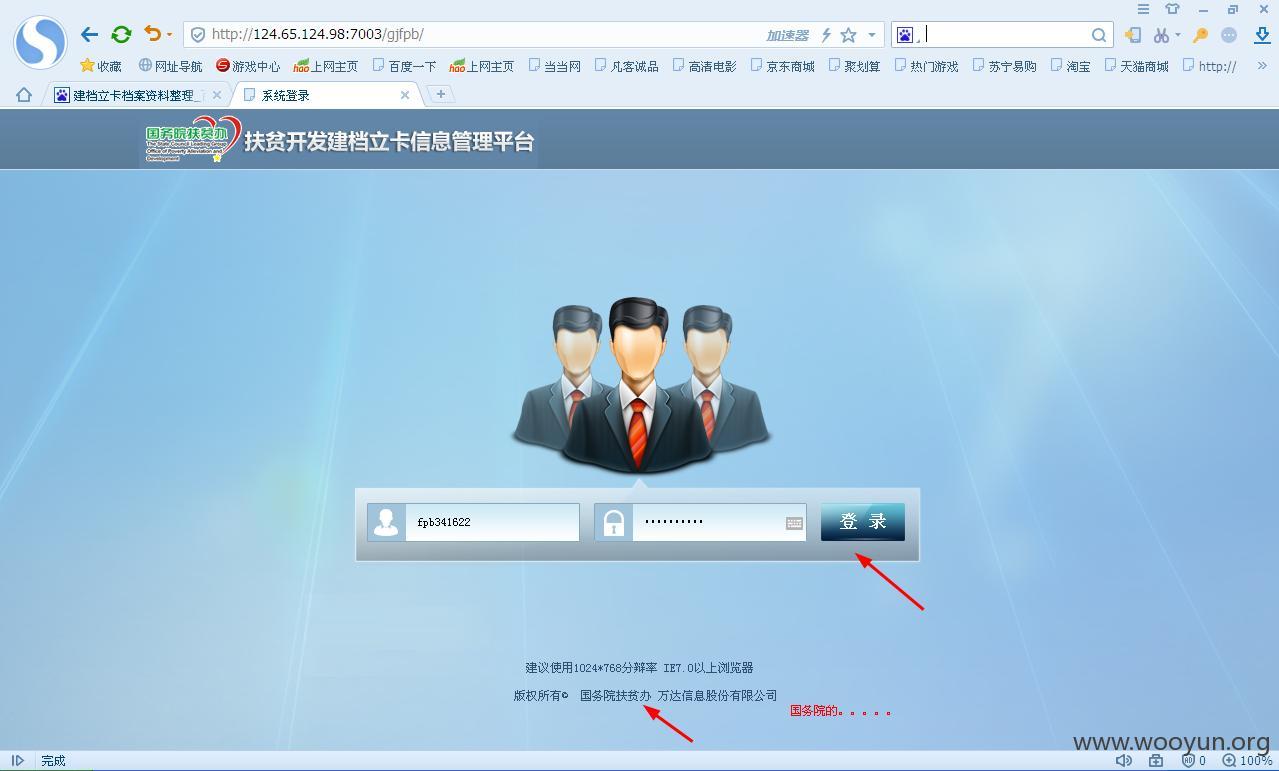 http://124.65.124.98:7003/gjfpb/
加速器
收藏
网址导航
游戏中心
hao上网主页
百度一下
hao上网主页
当当网
凡客诚品
高清电影
京东商城
聚划算
热门游戏
苏宁易购
淘宝
天猫商城
http://
建档立卡档案资料整理_
系统登录
国务院扶贫办
The State Council Leading Group
Office of Poverty Alleviation and
Development
扶贫开发建档立卡信息管理平台
fpb341622
登 录
建议使用1024*768分辩率 IE7.0以上浏览器
版权所有© 国务院扶贫办 万达信息股份有限公司
国务院的。。。。。
www.wooyun.org
完成
0
100%